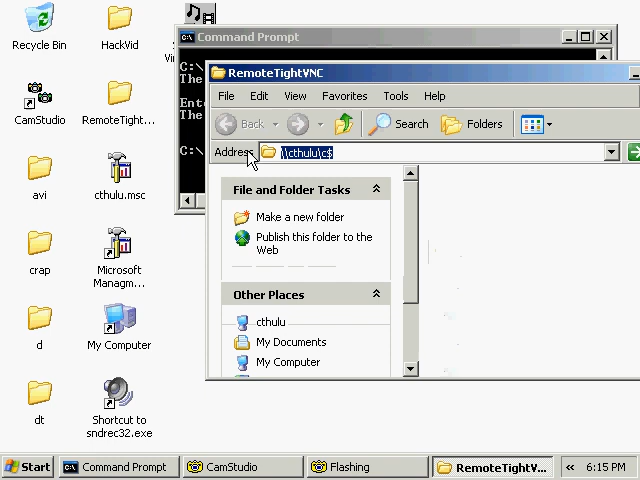 Recycle Bin
HackVid
CamStudio
RemoteTight...
avi
cthulu.msc
crap
Microsoft
Managm...
d
My Computer
dt
Shortcut to
sndrec32.exe
Command Prompt
C:\
The
Ente
The
C:\
RemoteTightVNC
File Edit View Favorites Tools Help
Back Search Folders
Address \\cthulu\c$
File and Folder Tasks
Make a new folder
Publish this folder to the
Web
Other Places
cthulu
My Documents
My Computer
Start Command Prompt CamStudio Flashing RemoteTightV... 6:15 PM